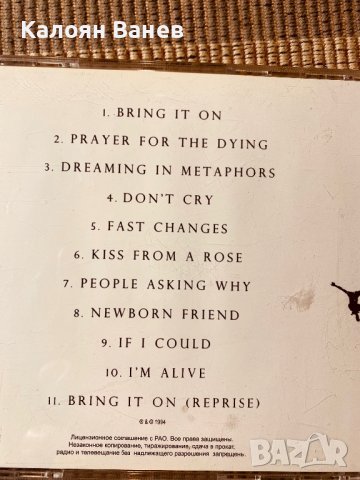 Калоян Ванев
1. BRING IT ON
2. PRAYER FOR THE DYING
3. DREAMING IN METAPHORS
4. DON'T CRY
5. FAST CHANGES
6. KISS FROM A ROSE
7. PEOPLE ASKING WHY
8. NEWBORN FRIEND
9. IF I COULD
10. I'M ALIVE
11. BRING IT ON (REPRISE)
℗ & © 1994
Лицензионное соглашение с РАО. Все права защищены.
Незаконное копирование, тиражирование, сдача в прокат,
радио и телевещание без надлежащего разрешения запрещены.
BAZAR